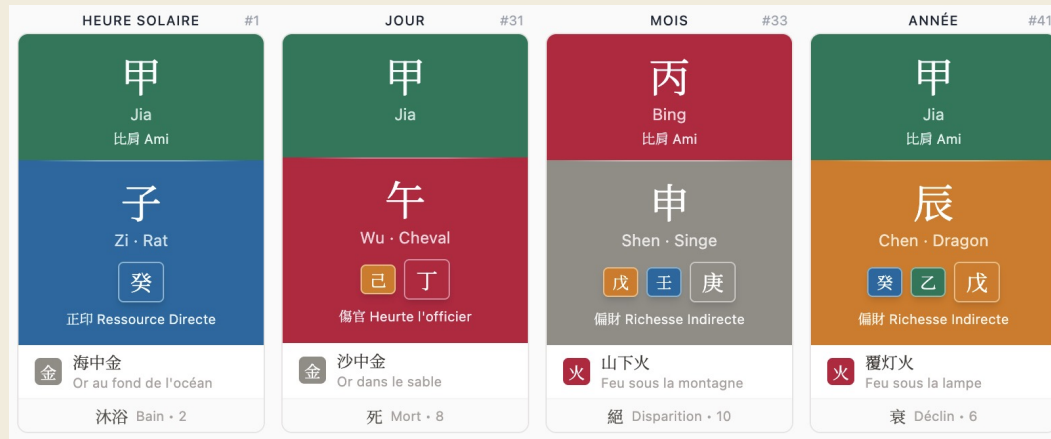 HEURE SOLAIRE #1
甲
Jia
比肩 Ami
子
Zi · Rat
癸
正印 Ressource Directe
金 海中金
Or au fond de l'océan
沐浴 Bain • 2
JOUR #31
甲
Jia
午
Wu · Cheval
己 丁
傷官 Heurte l'officier
金 沙中金
Or dans le sable
死 Mort • 8
MOIS #33
丙
Bing
比肩 Ami
申
Shen · Singe
戊 壬 庚
偏財 Richesse Indirecte
火 山下火
Feu sous la montagne
絕 Disparition • 10
ANNÉE #41
甲
Jia
比肩 Ami
辰
Chen · Dragon
癸 乙 戊
偏財 Richesse Indirecte
火 覆灯火
Feu sous la lampe
衰 Déclin • 6